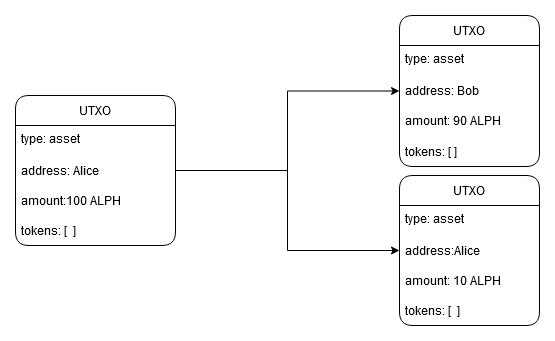 UTXO
type: asset
address: Alice
amount:100 ALPH
tokens: [ ]
UTXO
type: asset
address: Bob
amount: 90 ALPH
tokens: [ ]
UTXO
type: asset
address:Alice
amount: 10 ALPH
tokens: [ ]